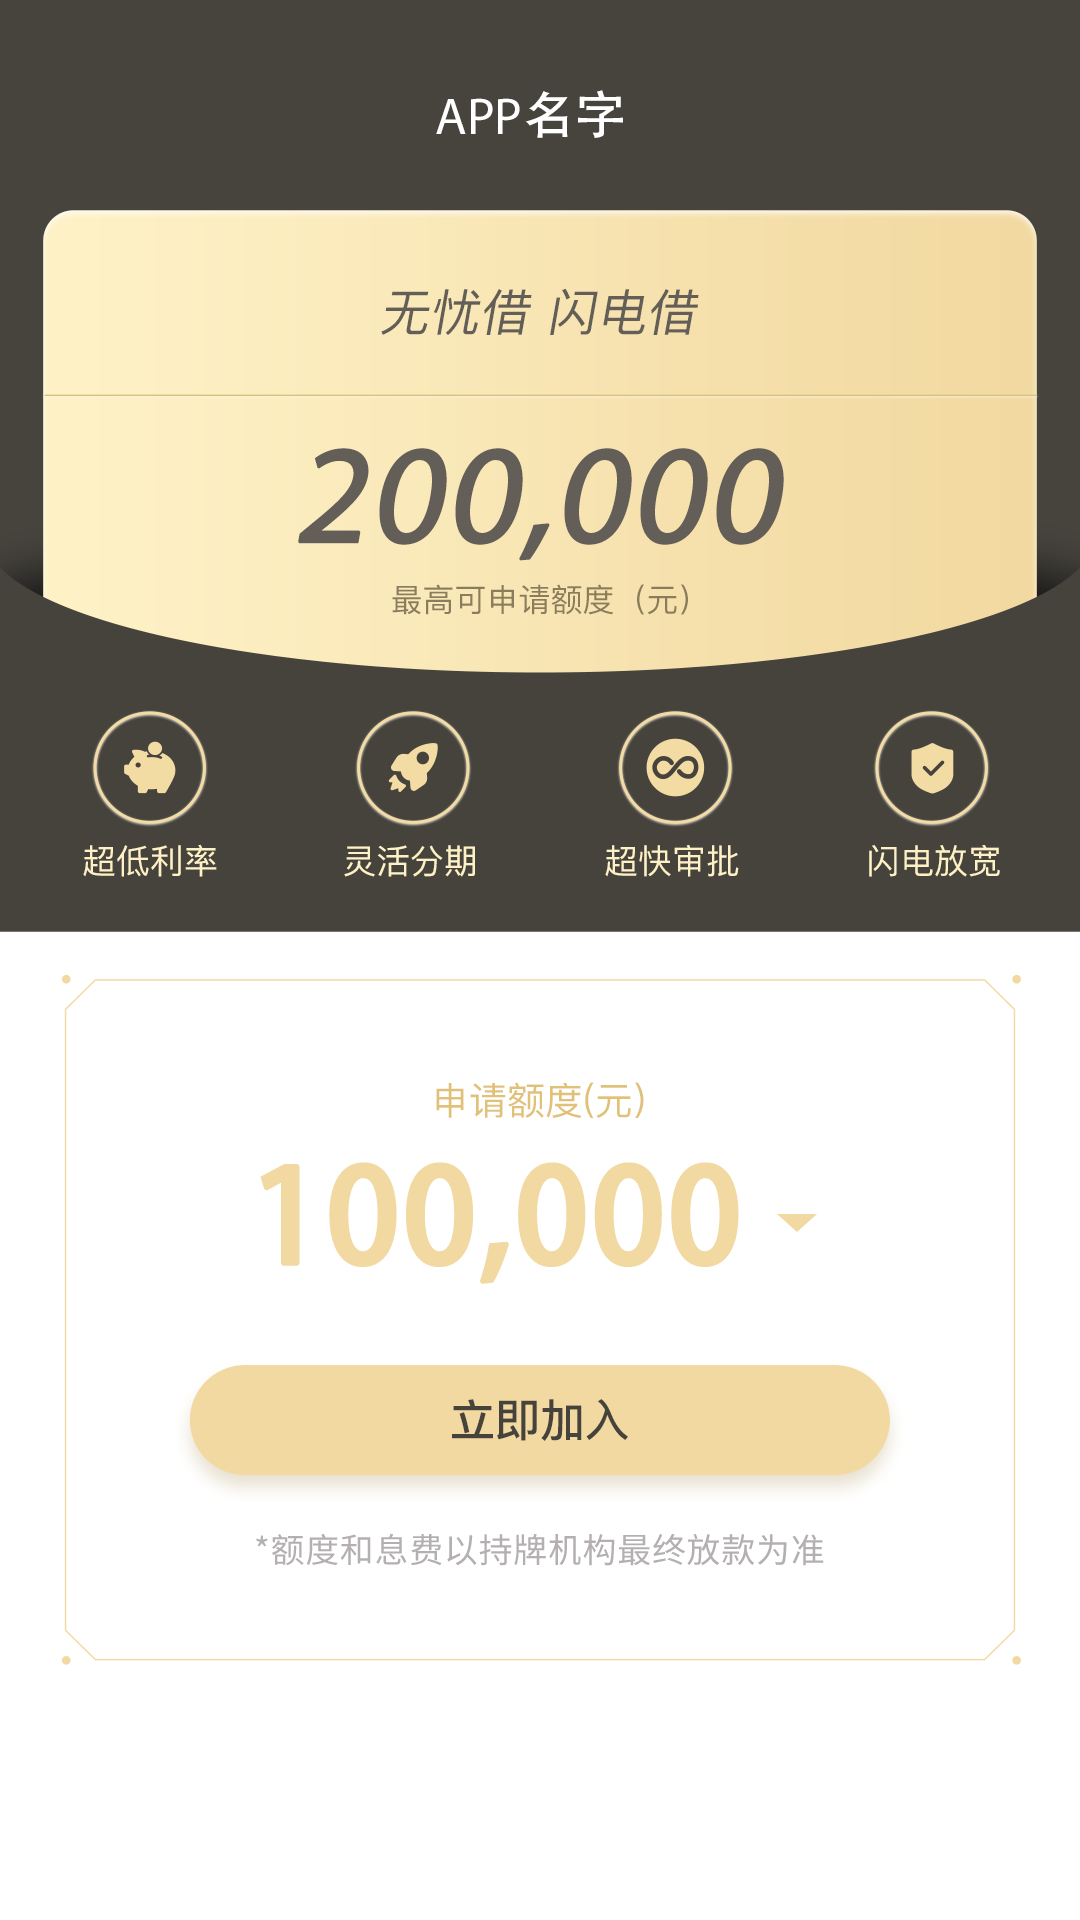 APP名字
无忧借 闪电借
200,000
最高可申请额度（元）
超低利率
灵活分期
超快审批
闪电放宽
申请额度(元)
100,000
立即加入
*额度和息费以持牌机构最终放款为准